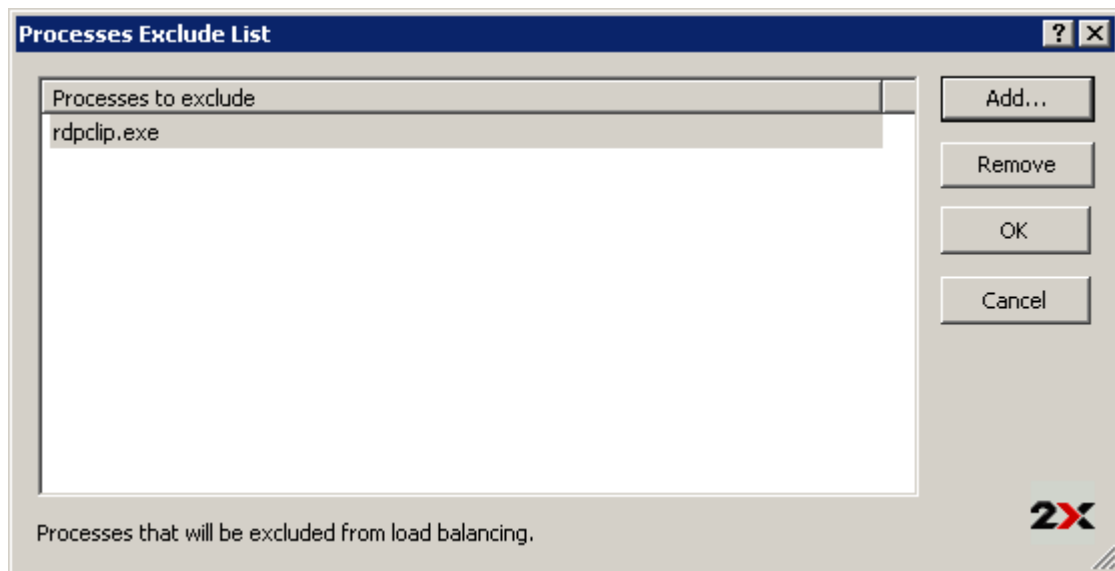 Processes Exclude List
Processes to exclude
rdpclip.exe
Add...
Remove
OK
Cancel
Processes that will be excluded from load balancing.
2X